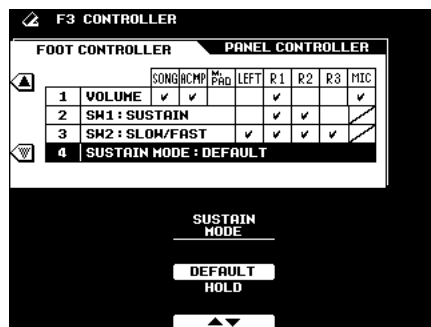 F3 CONTROLLER
FOOT CONTROLLER PANEL CONTROLLER
SONG ACMP M.PAD LEFT R1 R2 R3 MIC
1 VOLUME ✓ ✓ ✓ ✓
2 SW1:SUSTAIN ✓ ✓
3 SW2:SLOW/FAST ✓ ✓ ✓ ✓
4 SUSTAIN MODE:DEFAULT
SUSTAIN
MODE
DEFAULT
HOLD